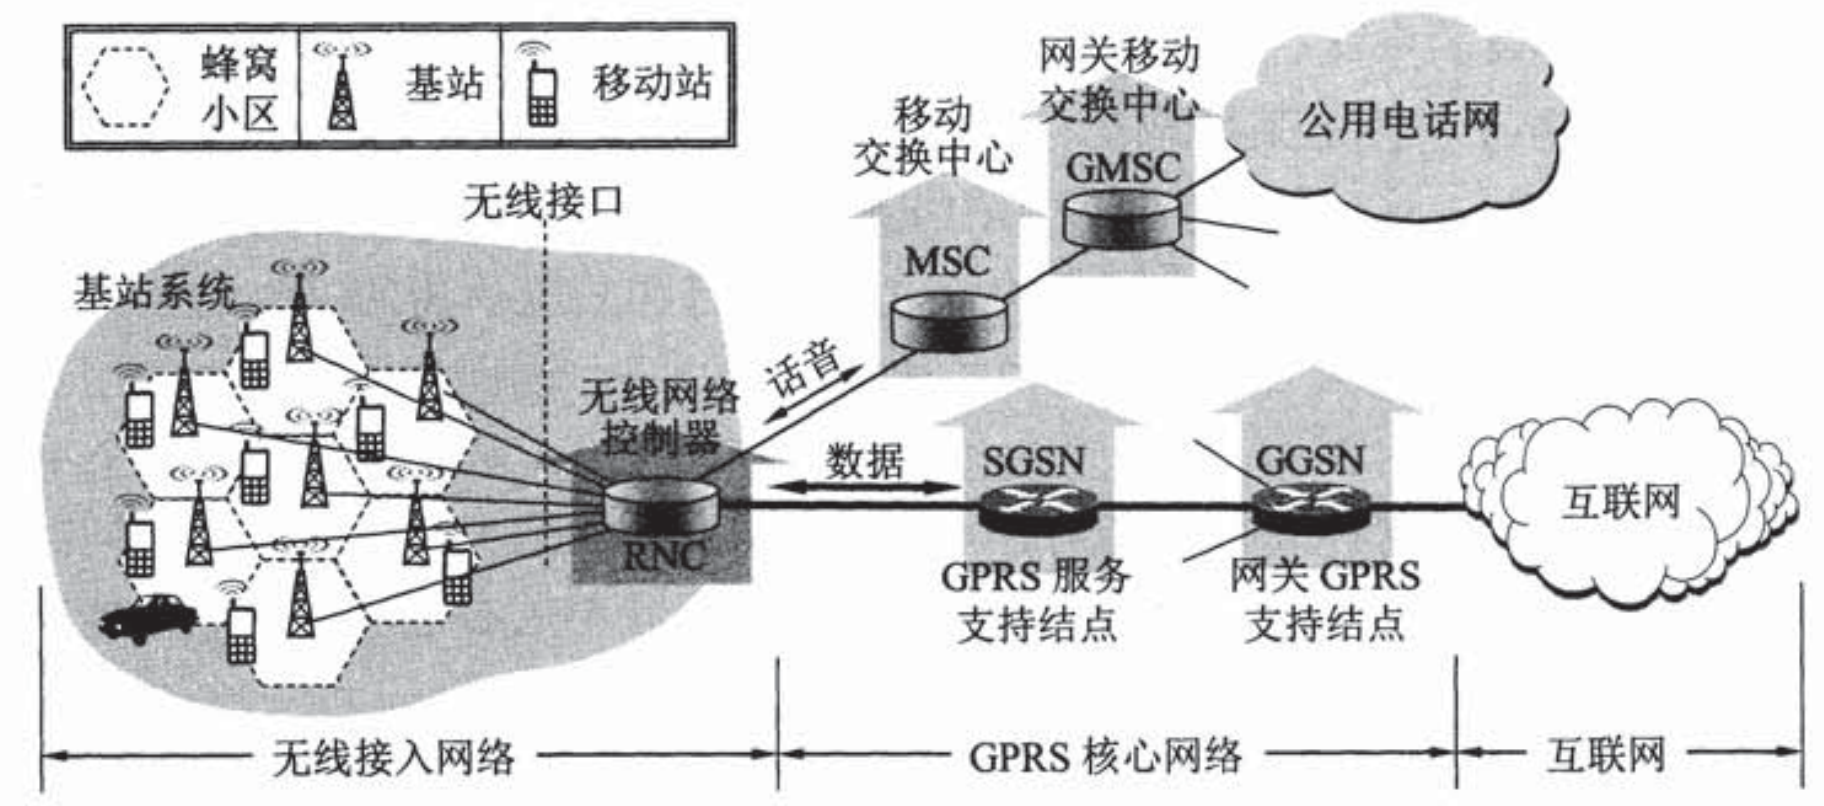 蜂窝
小区
基站
移动站
网关移动
交换中心
公用电话网
移动
交换中心
GMSC
无线接口
MSC
基站系统
话音
无线网络
控制器
数据
SGSN
GGSN
互联网
RNC
GPRS 服务
支持结点
网关 GPRS
支持结点
无线接入网络
GPRS 核心网络
互联网